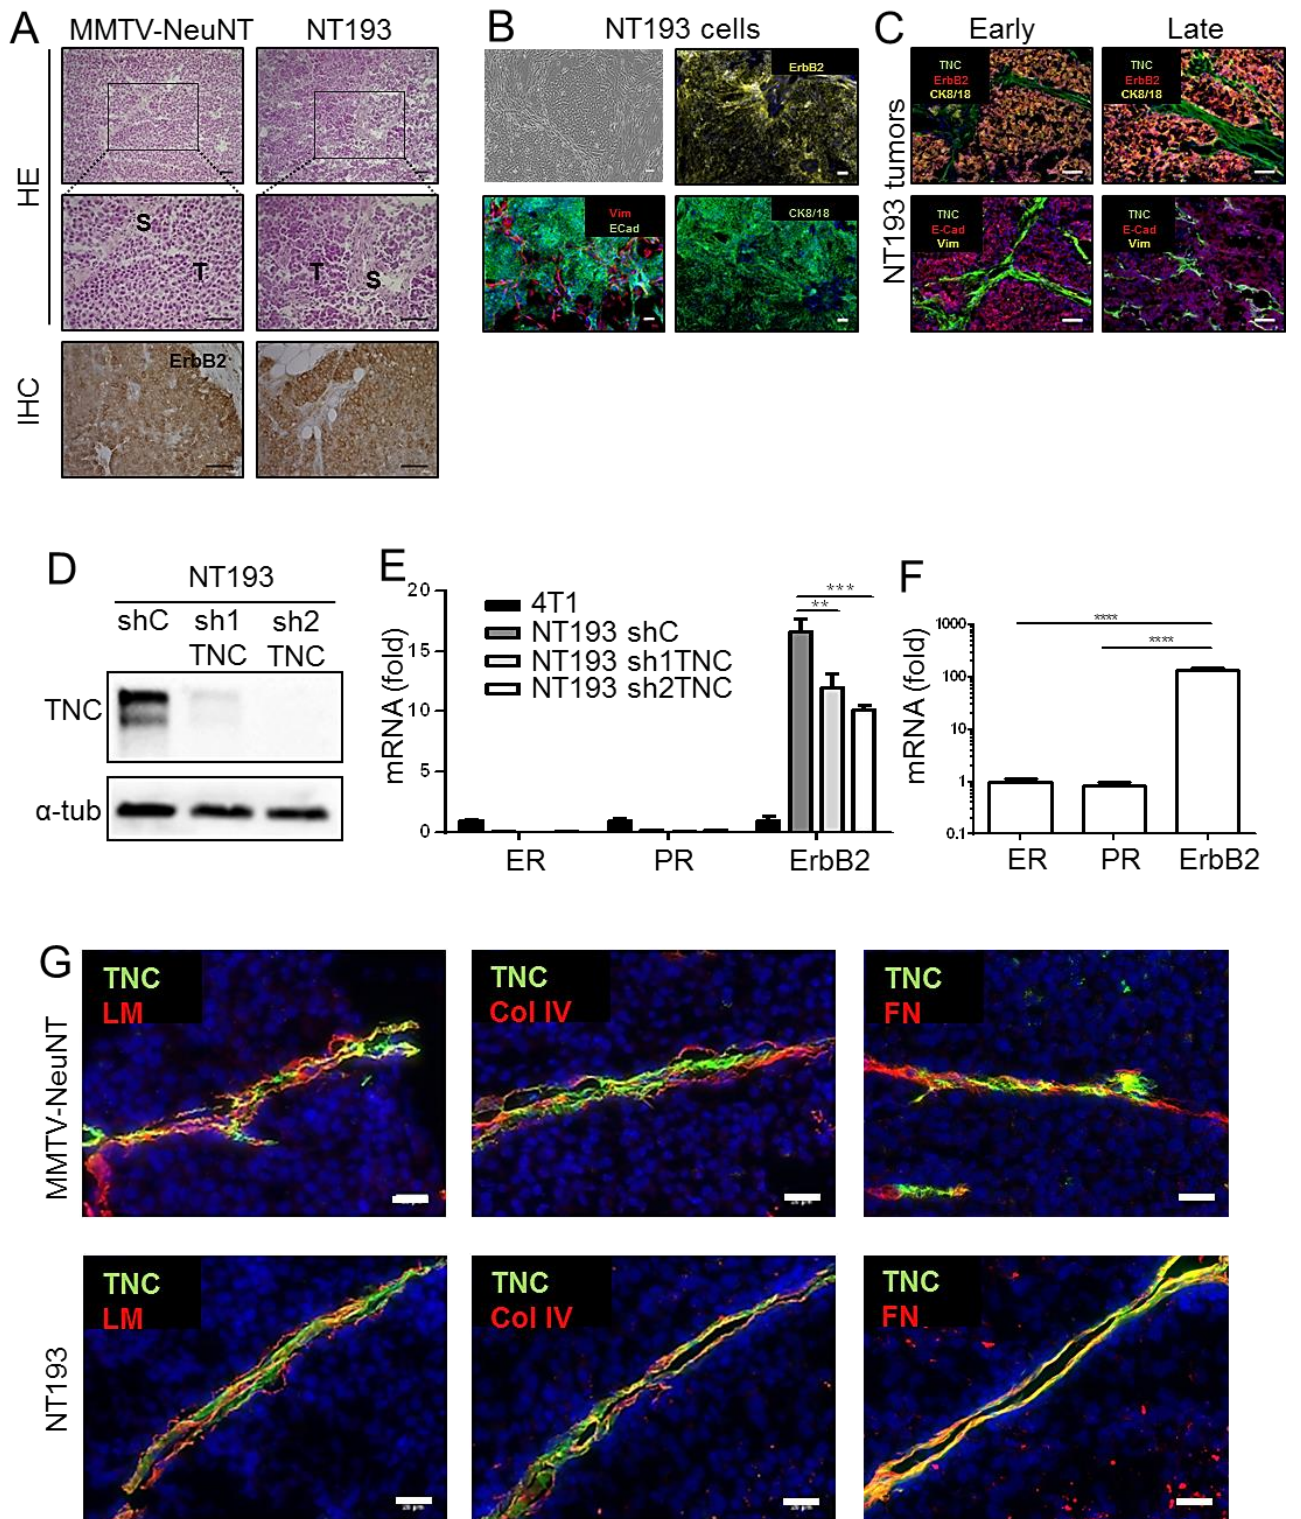 A
MMTV-NeuNT
NT193
HE
S
T
T
S
IHC
ErbB2
B
NT193 cells
ErbB2
Vim
ECad
CK8/18
C
Early
Late
NT193 tumors
TNC
ErbB2
CK8/18
TNC
ErbB2
CK8/18
TNC
E-Cad
Vim
TNC
E-Cad
Vim
D
NT193
shC
sh1
TNC
sh2
TNC
TNC
α-tub
E
mRNA (fold)
20
15
10
5
0
4T1
NT193 shC
NT193 sh1TNC
NT193 sh2TNC
***
**
ER
PR
ErbB2
F
mRNA (fold)
1000
100
10
1
0.1
****
****
ER
PR
ErbB2
G
MMTV-NeuNT
TNC
LM
TNC
Col IV
TNC
FN
NT193
TNC
LM
TNC
Col IV
TNC
FN